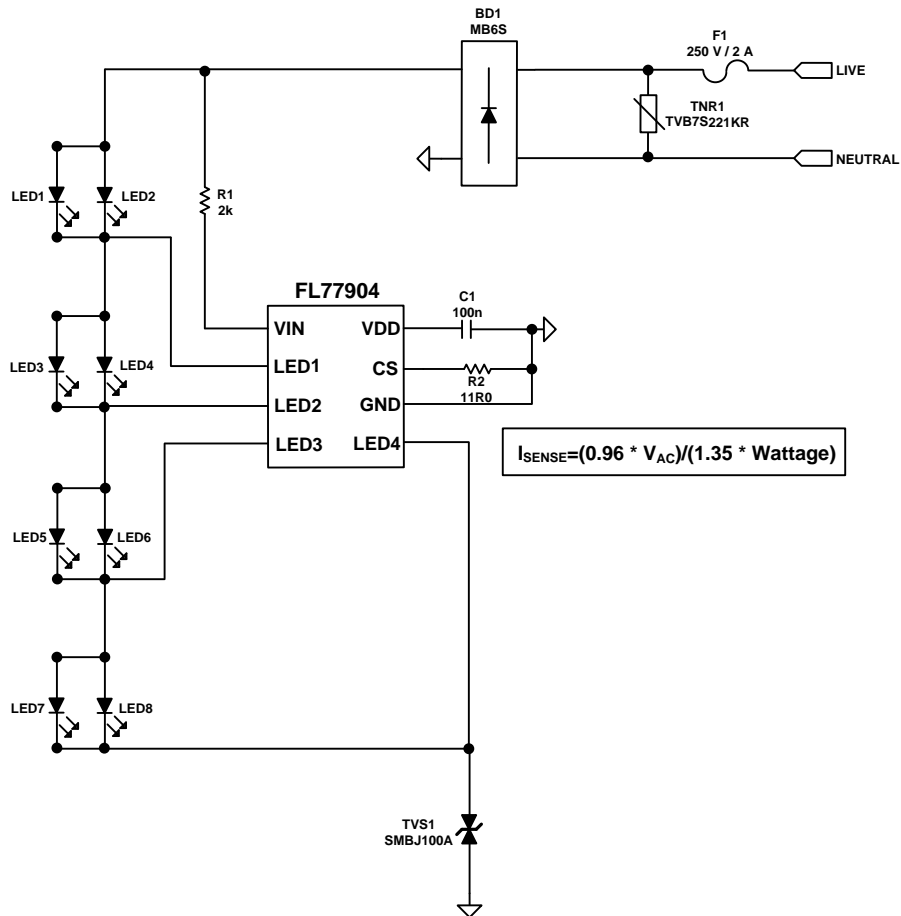 BD1
MB6S
F1
250 V / 2 A
LIVE
TNR1
TVB7S221KR
NEUTRAL
LED1
LED2
R1
2k
FL77904
C1
100n
VIN
VDD
LED1
CS
R2
11R0
LED2
GND
LED3
LED4
LED3
LED4
ISENSE=(0.96 * VAC)/(1.35 * Wattage)
LED5
LED6
LED7
LED8
TVS1
SMBJ100A